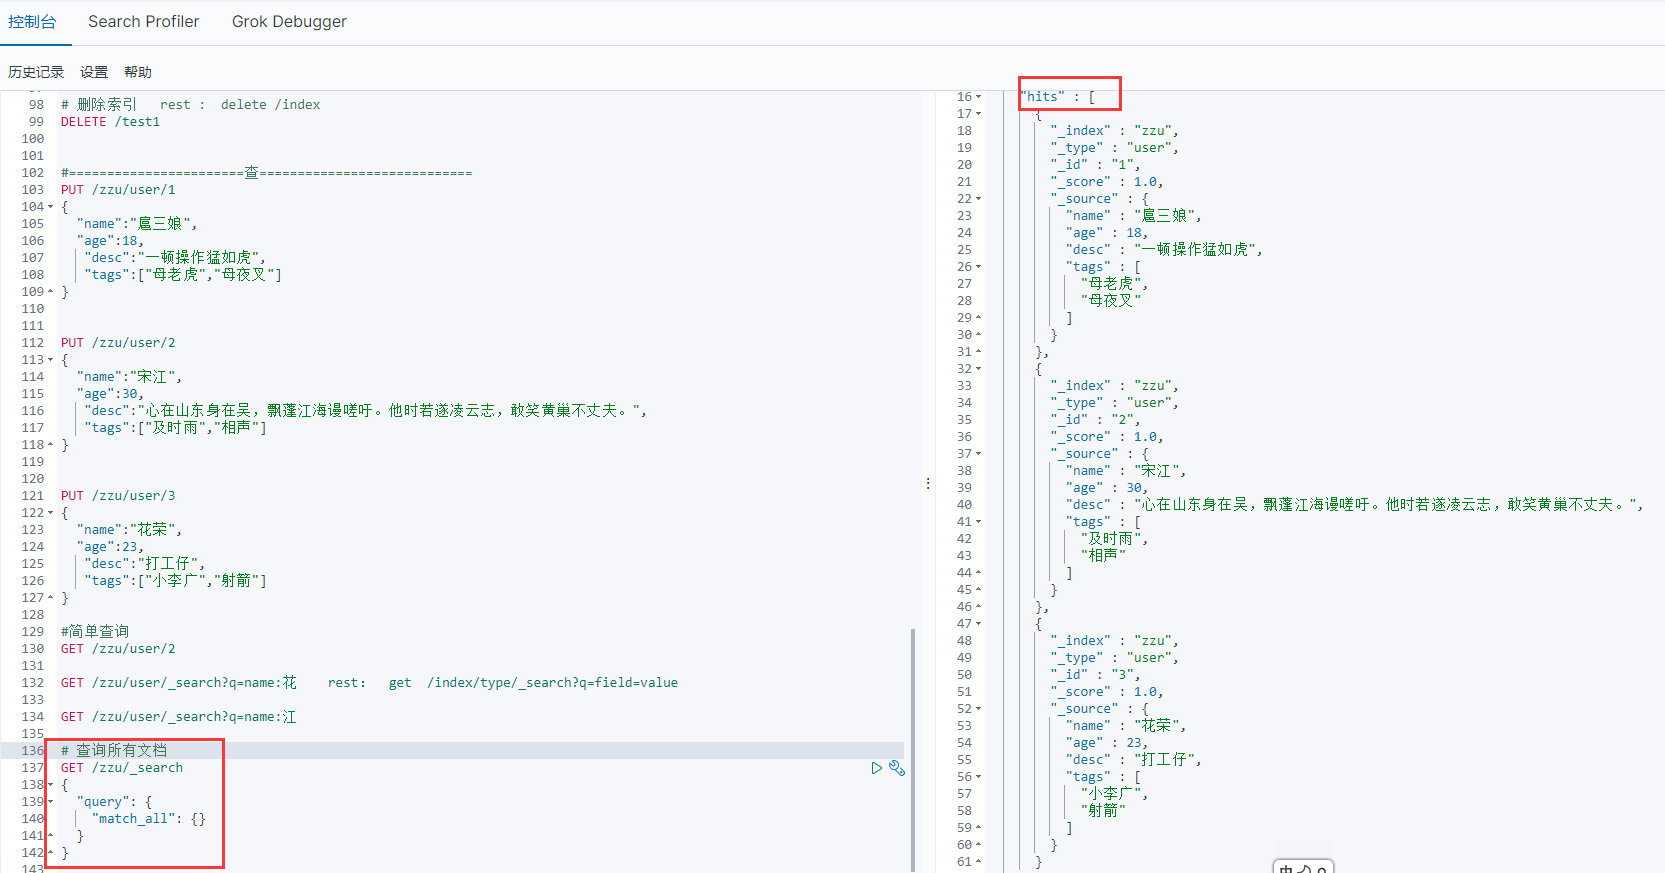 控制台 Search Profiler Grok Debugger
历史记录 设置 帮助
98 # 删除索引 rest : delete /index
99 DELETE /test1
100
101
102 #=======================查============================
103 PUT /zzu/user/1
104 {
105 "name":"扈三娘",
106 "age":18,
107 "desc":"一顿操作猛如虎",
108 "tags":["母老虎","母夜叉"]
109 }
110
111
112 PUT /zzu/user/2
113 {
114 "name":"宋江",
115 "age":30,
116 "desc":"心在山东身在吴，飘蓬江海谩嗟吁。他时若遂凌云志，敢笑黄巢不丈夫。",
117 "tags":["及时雨","相声"]
118 }
119
120
121 PUT /zzu/user/3
122 {
123 "name":"花荣",
124 "age":23,
125 "desc":"打工仔",
126 "tags":["小李广","射箭"]
127 }
128
129 #简单查询
130 GET /zzu/user/2
131
132 GET /zzu/user/_search?q=name:花 rest: get /index/type/_search?q=field=value
133
134 GET /zzu/user/_search?q=name:江
135
136 # 查询所有文档
137 GET /zzu/_search
138 {
139 "query": {
140 "match_all": {}
141 }
142 }
143
16 "hits" : [
17 {
18 "_index" : "zzu",
19 "_type" : "user",
20 "_id" : "1",
21 "_score" : 1.0,
22 "_source" : {
23 "name" : "扈三娘",
24 "age" : 18,
25 "desc" : "一顿操作猛如虎",
26 "tags" : [
27 "母老虎",
28 "母夜叉"
29 ]
30 }
31 },
32 {
33 "_index" : "zzu",
34 "_type" : "user",
35 "_id" : "2",
36 "_score" : 1.0,
37 "_source" : {
38 "name" : "宋江",
39 "age" : 30,
40 "desc" : "心在山东身在吴，飘蓬江海谩嗟吁。他时若遂凌云志，敢笑黄巢不丈夫。",
41 "tags" : [
42 "及时雨",
43 "相声"
44 ]
45 }
46 },
47 {
48 "_index" : "zzu",
49 "_type" : "user",
50 "_id" : "3",
51 "_score" : 1.0,
52 "_source" : {
53 "name" : "花荣",
54 "age" : 23,
55 "desc" : "打工仔",
56 "tags" : [
57 "小李广",
58 "射箭"
59 ]
60 }
61 }